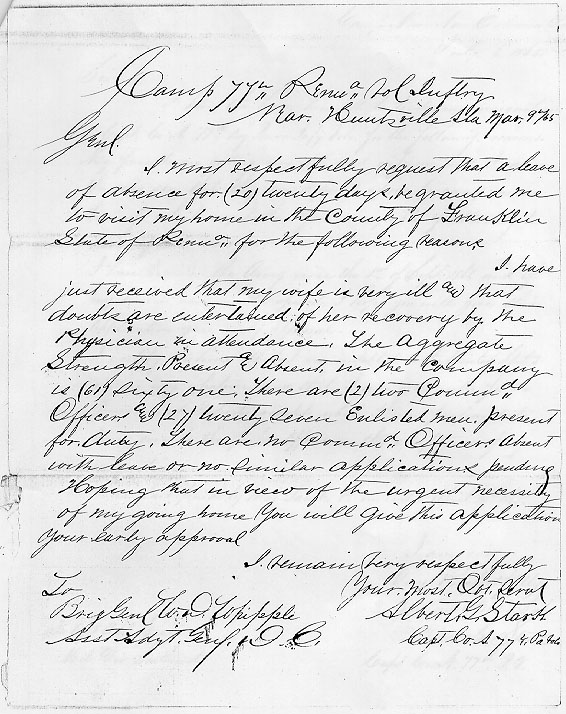 Camp 77" Penna" Vol Inftry
Near Huntsville Ala Mar. 9th/65
Genl.
I most respectfully request that a leave
of absence for (20) twenty days, be granted me
to visit my home in the County of Franklin
State of Penna" for the following reasons
I have
just received that my wife is very ill and that
doubts are entertained of her recovery by the
Physician in attendance. The Aggregate
Strength, Present & Absent, in the company
is (61) sixty one. There are (2) two Commd
Officers & (27) twenty seven Enlisted men, present
for duty. There are no Commd Officers absent
with leave or no similar applications pending
Hoping that in view of the urgent necessity
of my going home You will give this application
Your early approval
I remain very respectfully
Your Most. Obt. Servt
To
Albert G. Stark
Brig Genl W. D. Whipple
Capt. Co. A 77th Pa Vols
Asst Adjt. Genl. D. C.